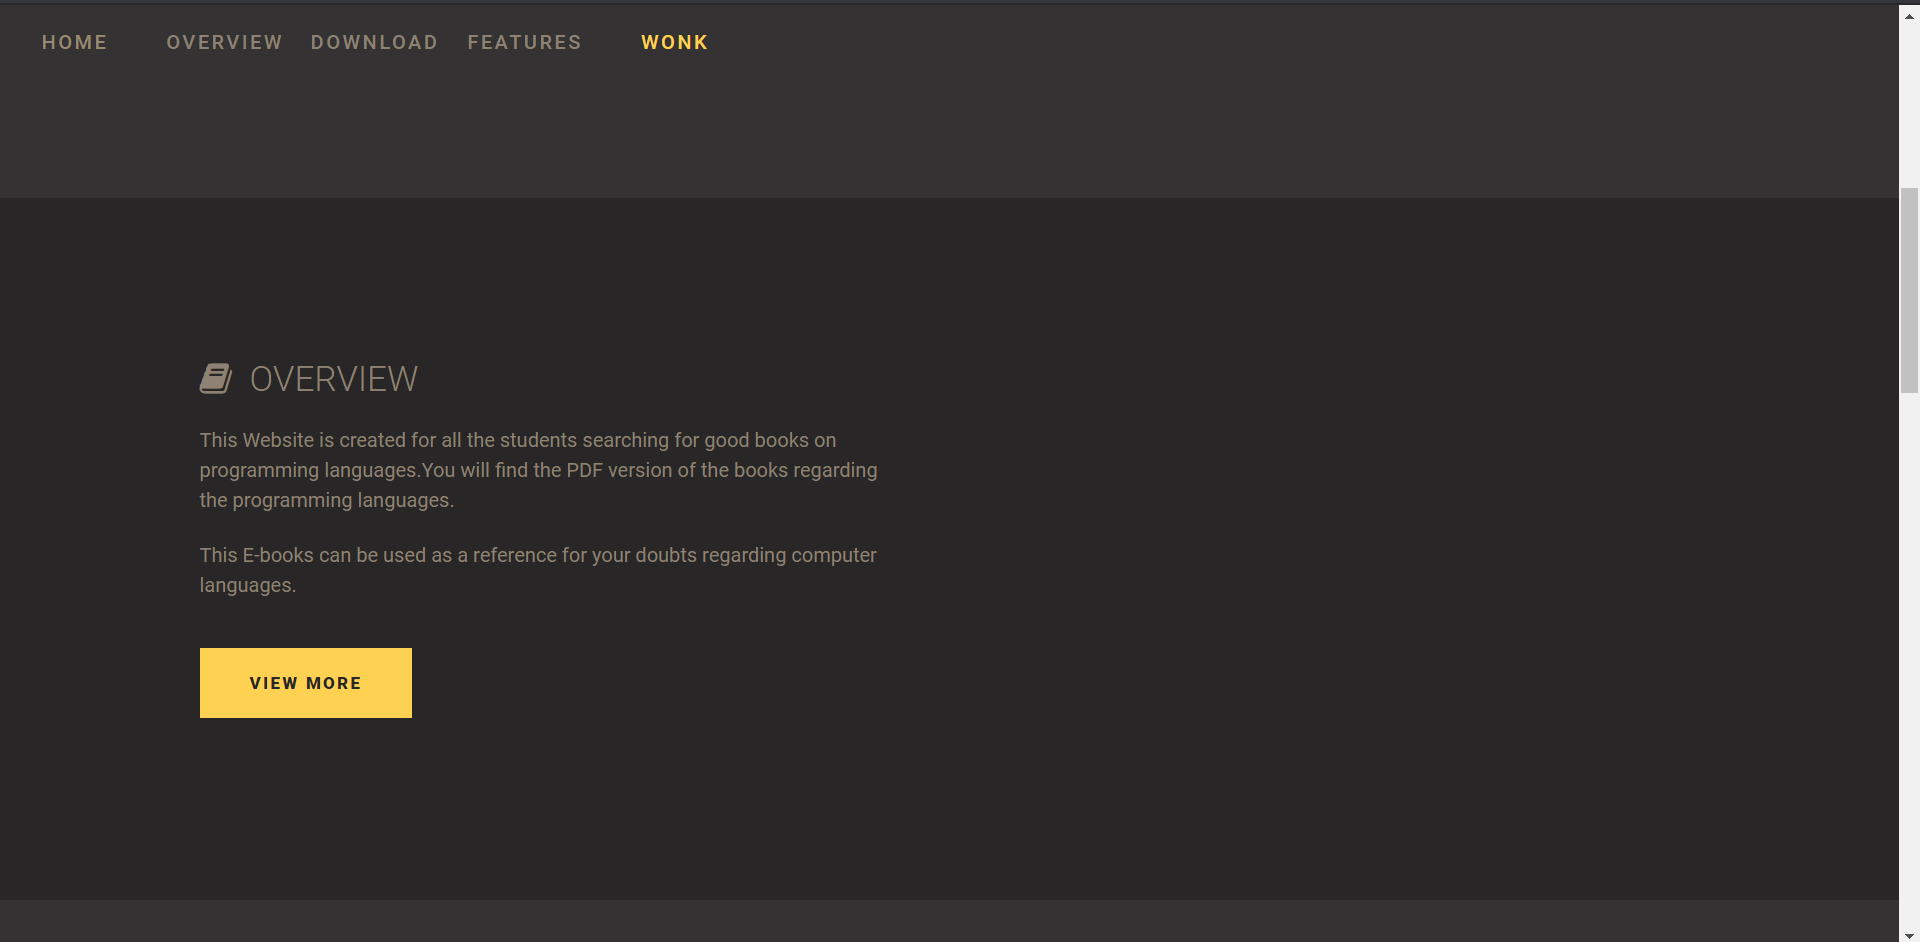 HOME OVERVIEW DOWNLOAD FEATURES WONK
OVERVIEW
This Website is created for all the students searching for good books on
programming languages.You will find the PDF version of the books regarding
the programming languages.
This E-books can be used as a reference for your doubts regarding computer
languages.
VIEW MORE